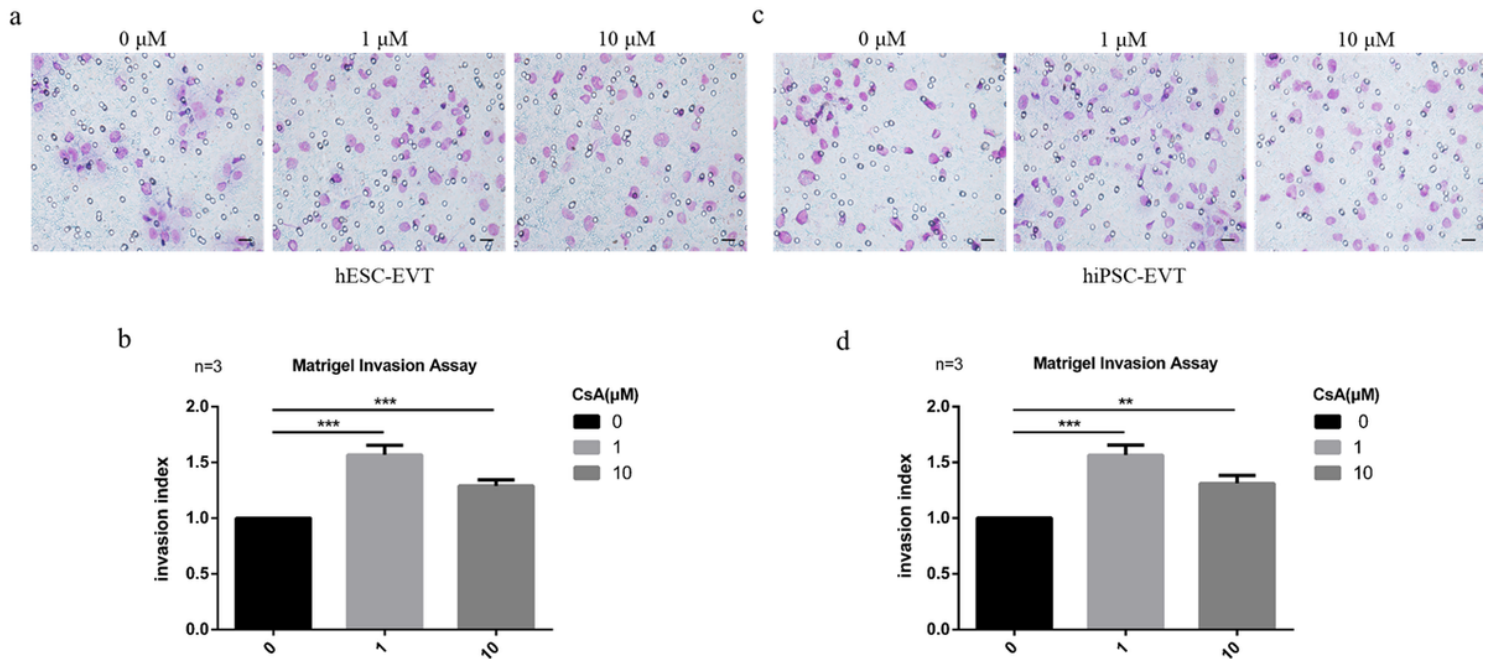 a
0 µM 1 µM 10 µM
hESC-EVT
c
0 µM 1 µM 10 µM
hiPSC-EVT
b
n=3 Matrigel Invasion Assay
CsA(µM)
0
1
10
***
***
2.0
1.5
1.0
0.5
0.0
invasion index
0 1 10
d
n=3 Matrigel Invasion Assay
CsA(µM)
0
1
10
**
***
2.0
1.5
1.0
0.5
0.0
invasion index
0 1 10